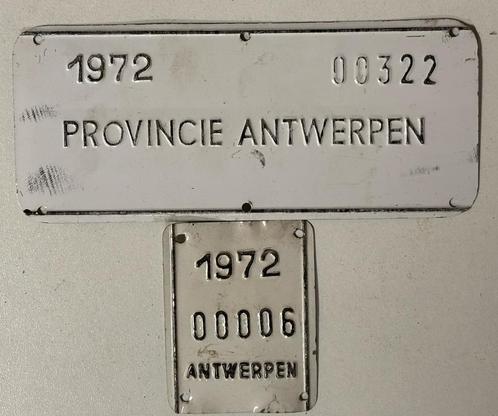 1972 00322
PROVINCIE ANTWERPEN
1972
00006
ANTWERPEN